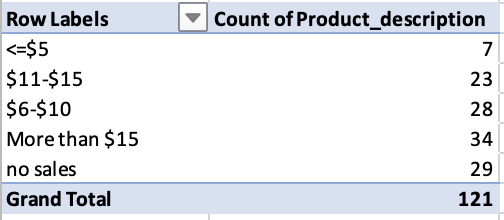 Row Labels Count of Product_description
<=$5 7
$11-$15 23
$6-$10 28
More than $15 34
no sales 29
Grand Total 121